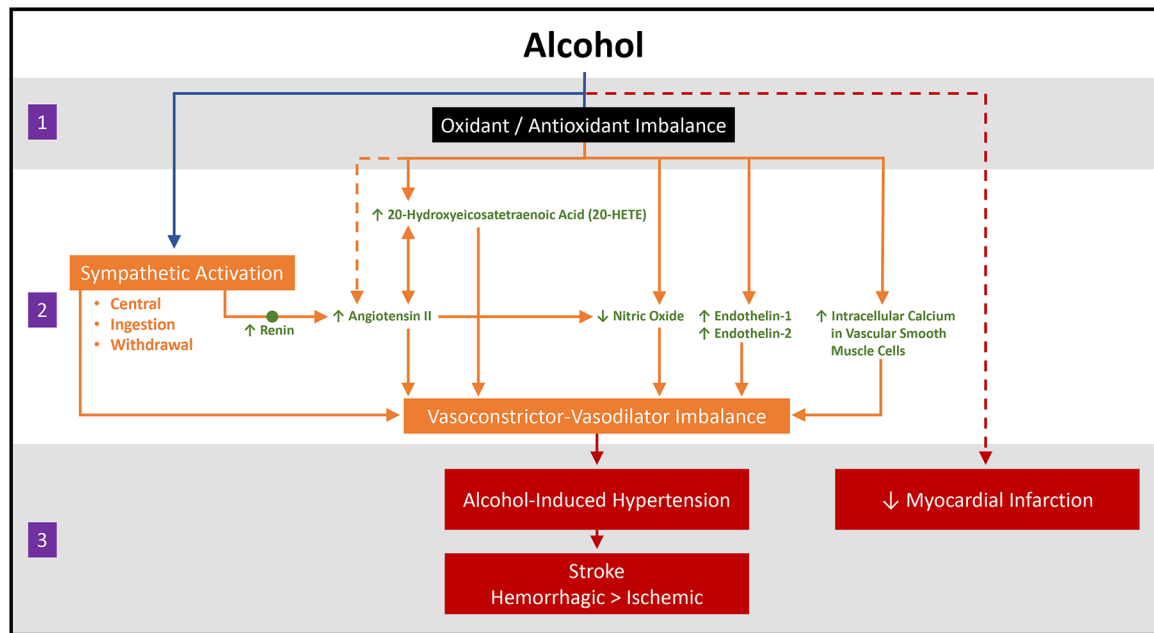 Alcohol
1
Oxidant / Antioxidant Imbalance
↑ 20-Hydroxyeicosatetraenoic Acid (20-HETE)
Sympathetic Activation
• Central
• Ingestion
• Withdrawal
2
↑ Renin
↑ Angiotensin II
↓ Nitric Oxide
↑ Endothelin-1
↑ Endothelin-2
↑ Intracellular Calcium
in Vascular Smooth
Muscle Cells
Vasoconstrictor-Vasodilator Imbalance
3
Alcohol-Induced Hypertension
↓ Myocardial Infarction
Stroke
Hemorrhagic > Ischemic